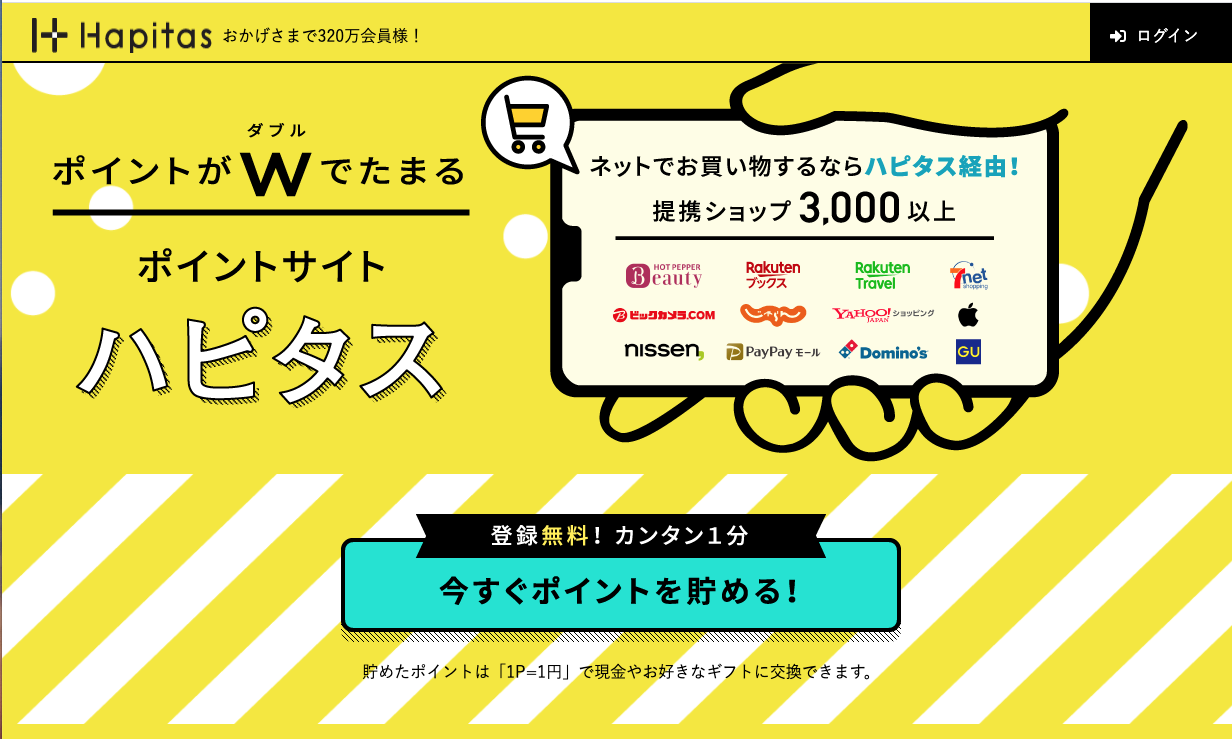 Hapitas おかげさまで320万会員様！
ログイン
ダブル
ポイントがWでたまる
ポイントサイト
ハピタス
ネットでお買い物するならハピタス経由！
提携ショップ 3,000 以上
HOT PEPPER Beauty
Rakuten ブックス
Rakuten Travel
7net shopping
ビックカメラ.COM
じゃらん
YAHOO! JAPAN ショッピング
nissen,
PayPay モール
Domino's
GU
登録無料！ カンタン１分
今すぐポイントを貯める！
貯めたポイントは「1P=1円」で現金やお好きなギフトに交換できます。